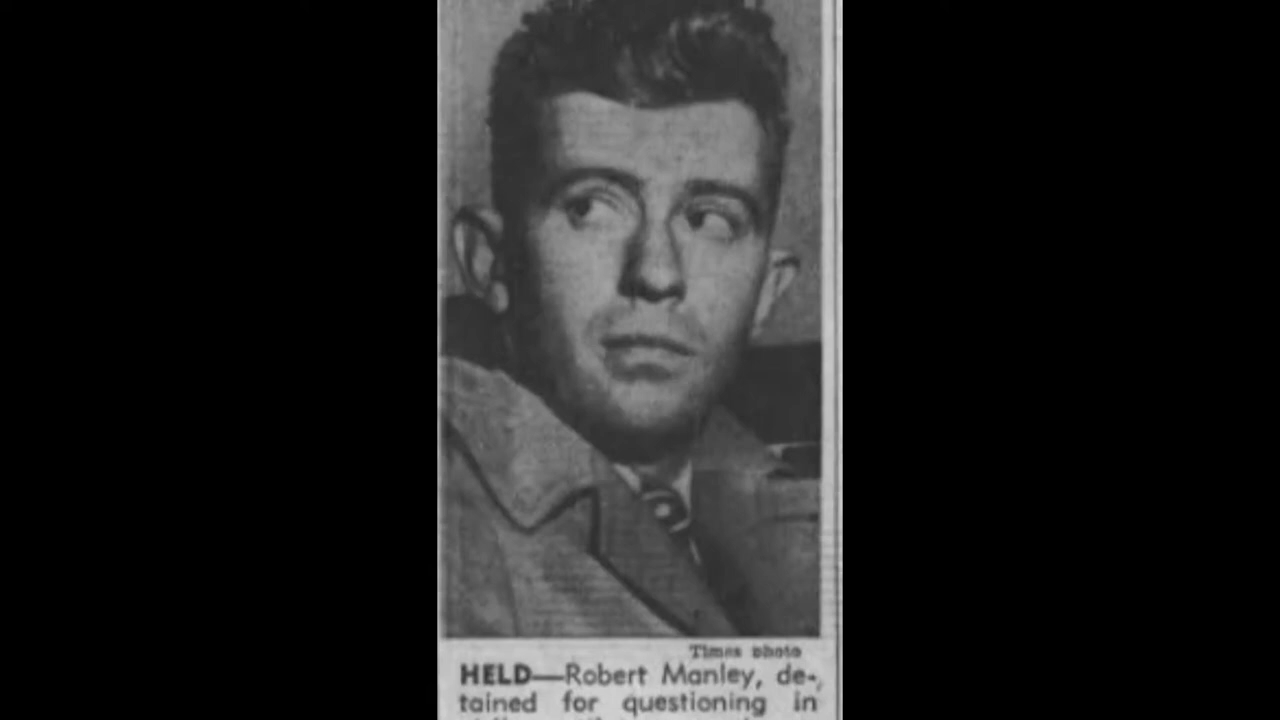 Times photo
HELD—Robert Manley, de-
tained for questioning in